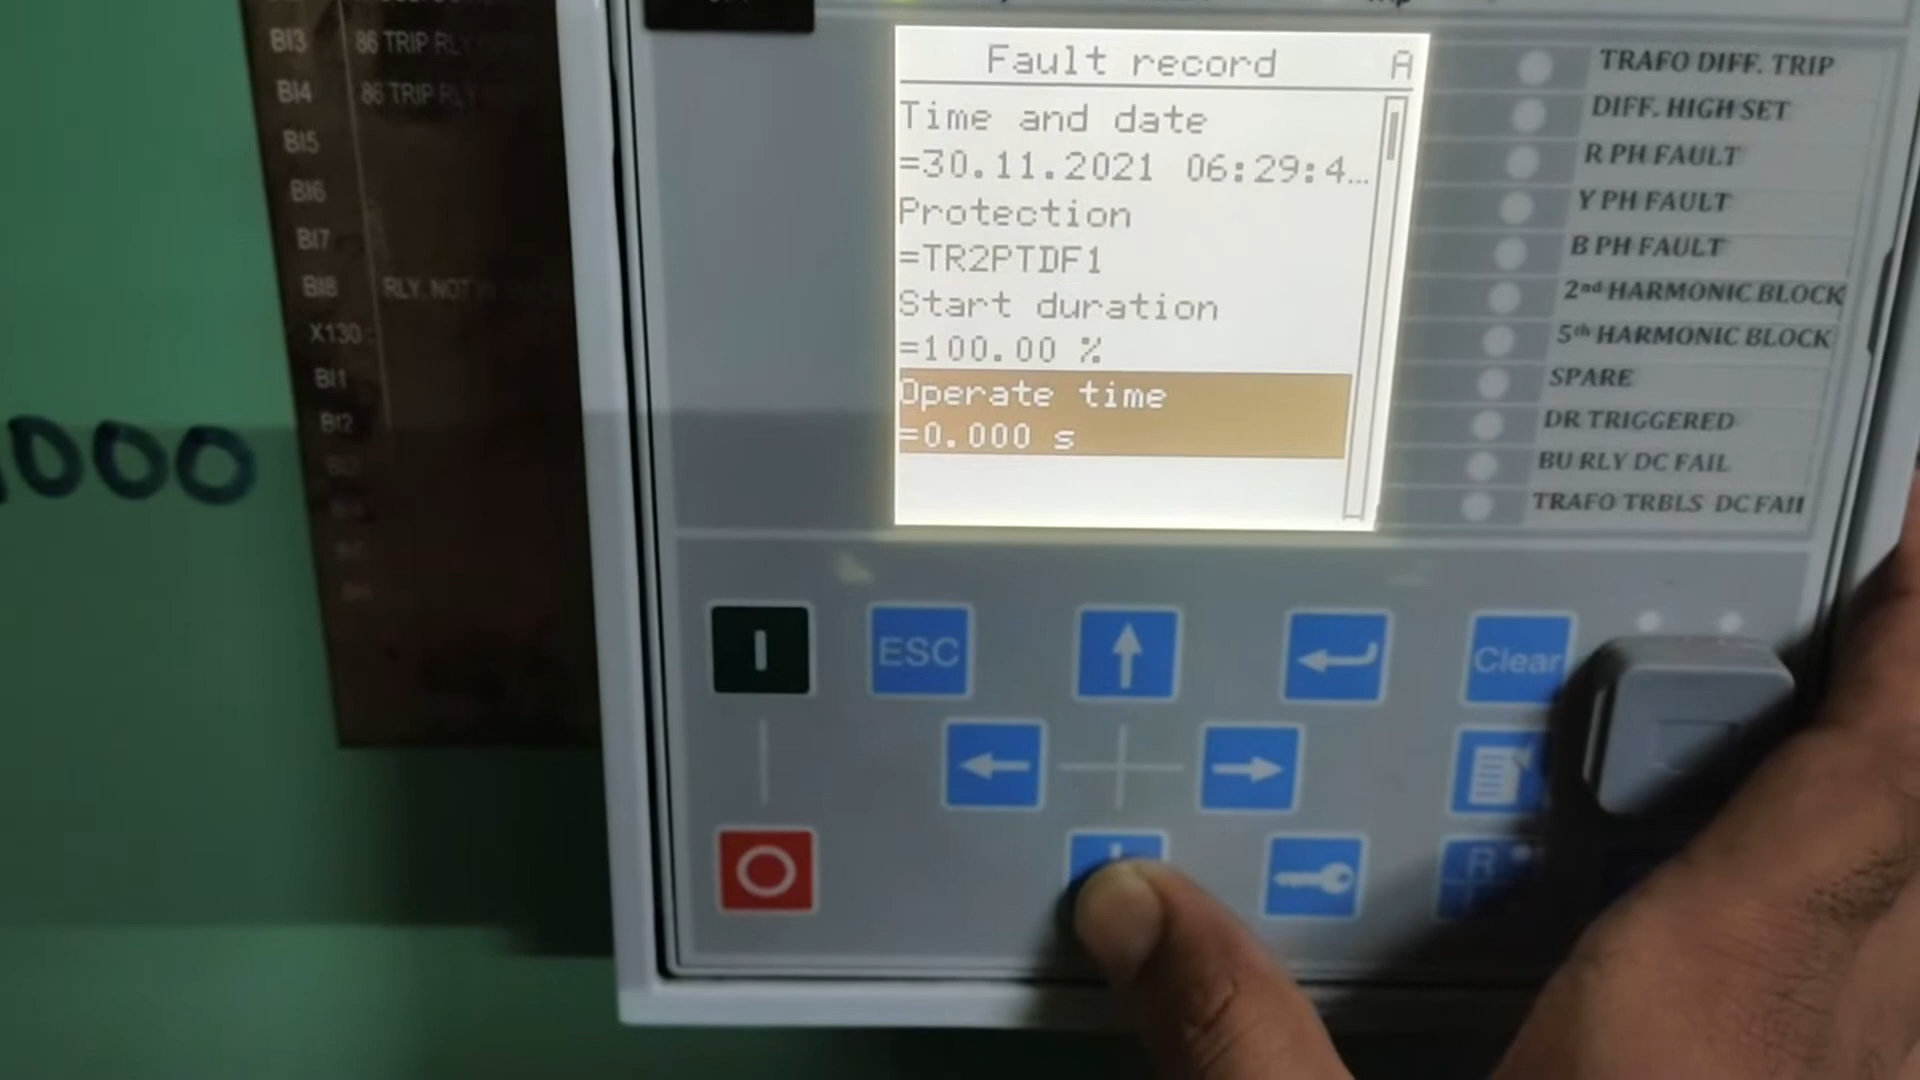 BI3 86 TRIP RLY
BI4 86 TRIP RLY
BI5
BI6
BI7
BI8 RLY. NOT
X130
BI1
BI2
000
Fault record A
Time and date
=30.11.2021 06:29:4...
Protection
=TR2PTDF1
Start duration
=100.00 %
Operate time
=0.000 s
TRAFO DIFF. TRIP
DIFF. HIGH SET
R PH FAULT
Y PH FAULT
B PH FAULT
2nd HARMONIC BLOCK
5th HARMONIC BLOCK
SPARE
DR TRIGGERED
BU RLY DC FAIL
TRAFO TRBLS DC FAIL
I
ESC
Clear
R